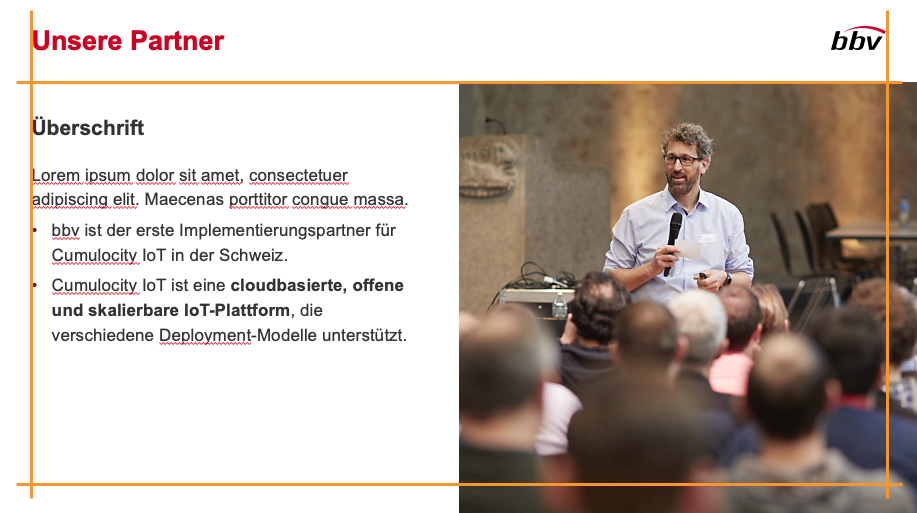 Unsere Partner
bbv
Überschrift
Lorem ipsum dolor sit amet, consectetuer
adipiscing elit. Maecenas porttitor congue massa.
• bbv ist der erste Implementierungspartner für
Cumulocity IoT in der Schweiz.
• Cumulocity IoT ist eine cloudbasierte, offene
und skalierbare IoT-Plattform, die
verschiedene Deployment-Modelle unterstützt.